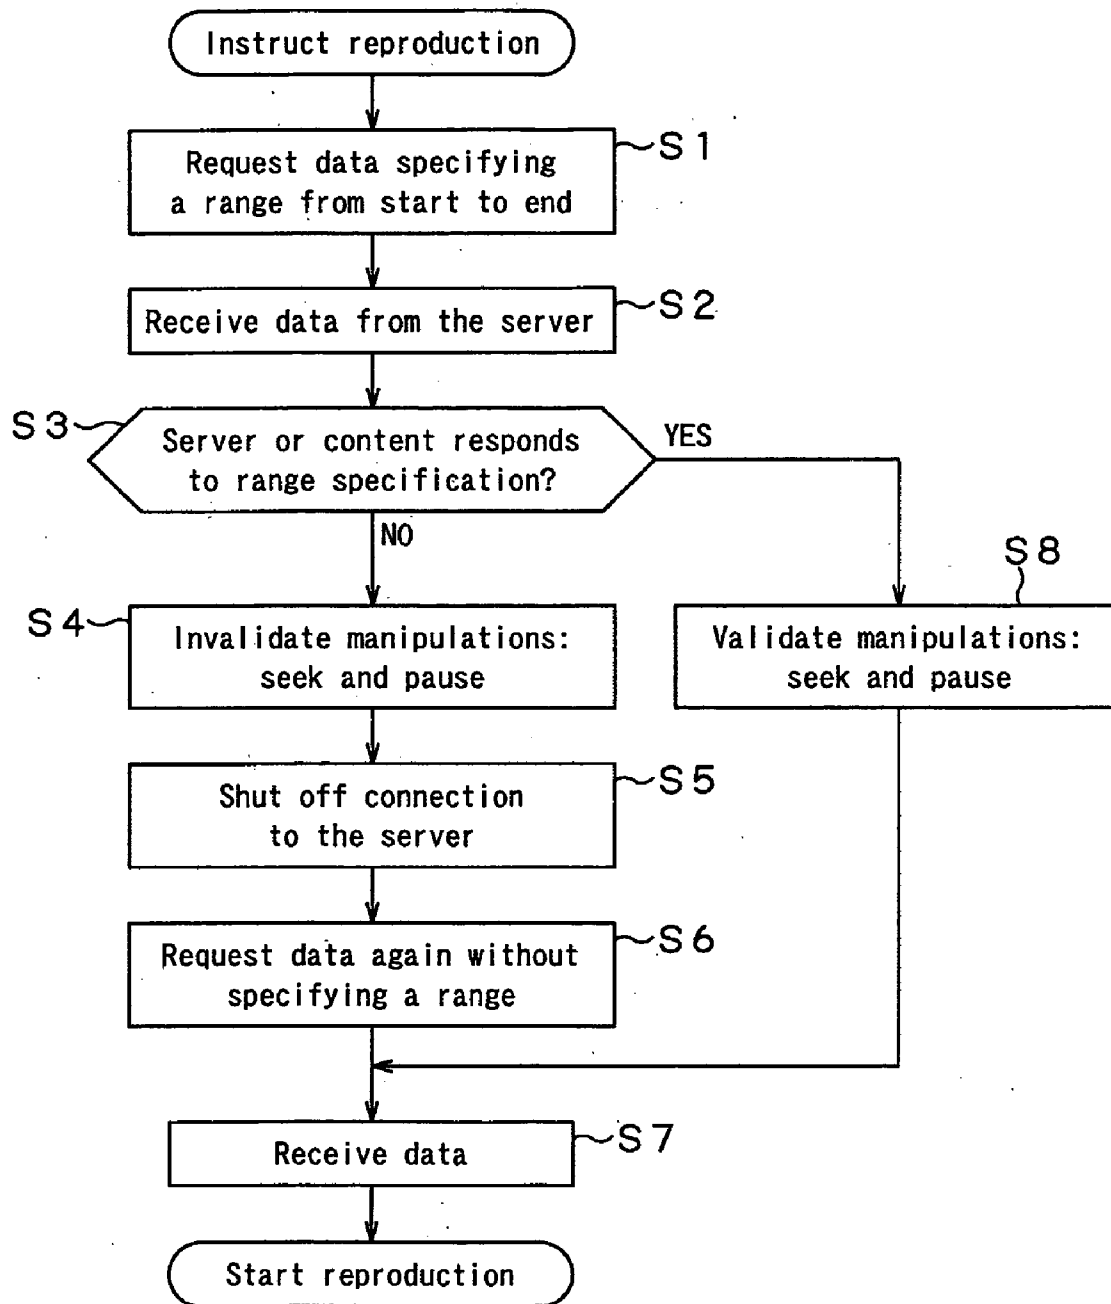 Instruct reproduction
S1
Request data specifying
a range from start to end
S2
Receive data from the server
S3
Server or content responds
to range specification?
YES
NO
S4
Invalidate manipulations:
seek and pause
S8
Validate manipulations:
seek and pause
S5
Shut off connection
to the server
S6
Request data again without
specifying a range
S7
Receive data
Start reproduction